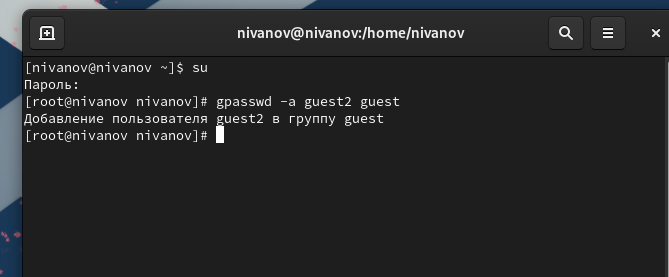 nivanov@nivanov:/home/nivanov
[nivanov@nivanov ~]$ su
Пароль:
[root@nivanov nivanov]# gpasswd -a guest2 guest
Добавление пользователя guest2 в группу guest
[root@nivanov nivanov]#